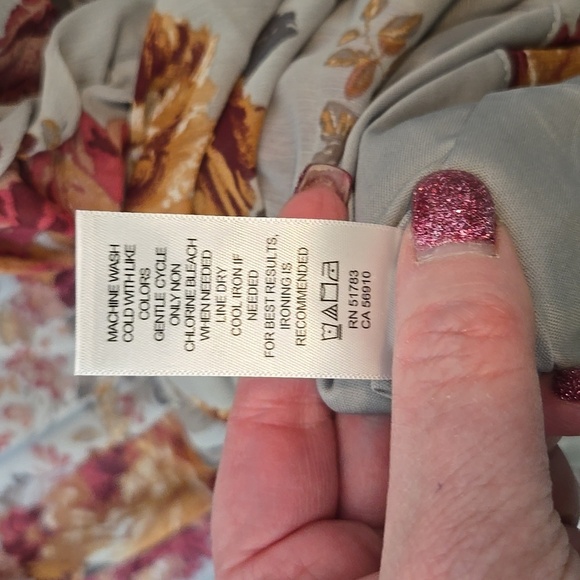 MACHINE WASH
COLD WITH LIKE
COLORS
GENTLE CYCLE
ONLY NON
CHLORINE BLEACH
WHEN NEEDED
LINE DRY
COOL IRON IF
NEEDED
FOR BEST RESULTS,
IRONING IS
RECOMMENDED
RN 51783
CA 56910